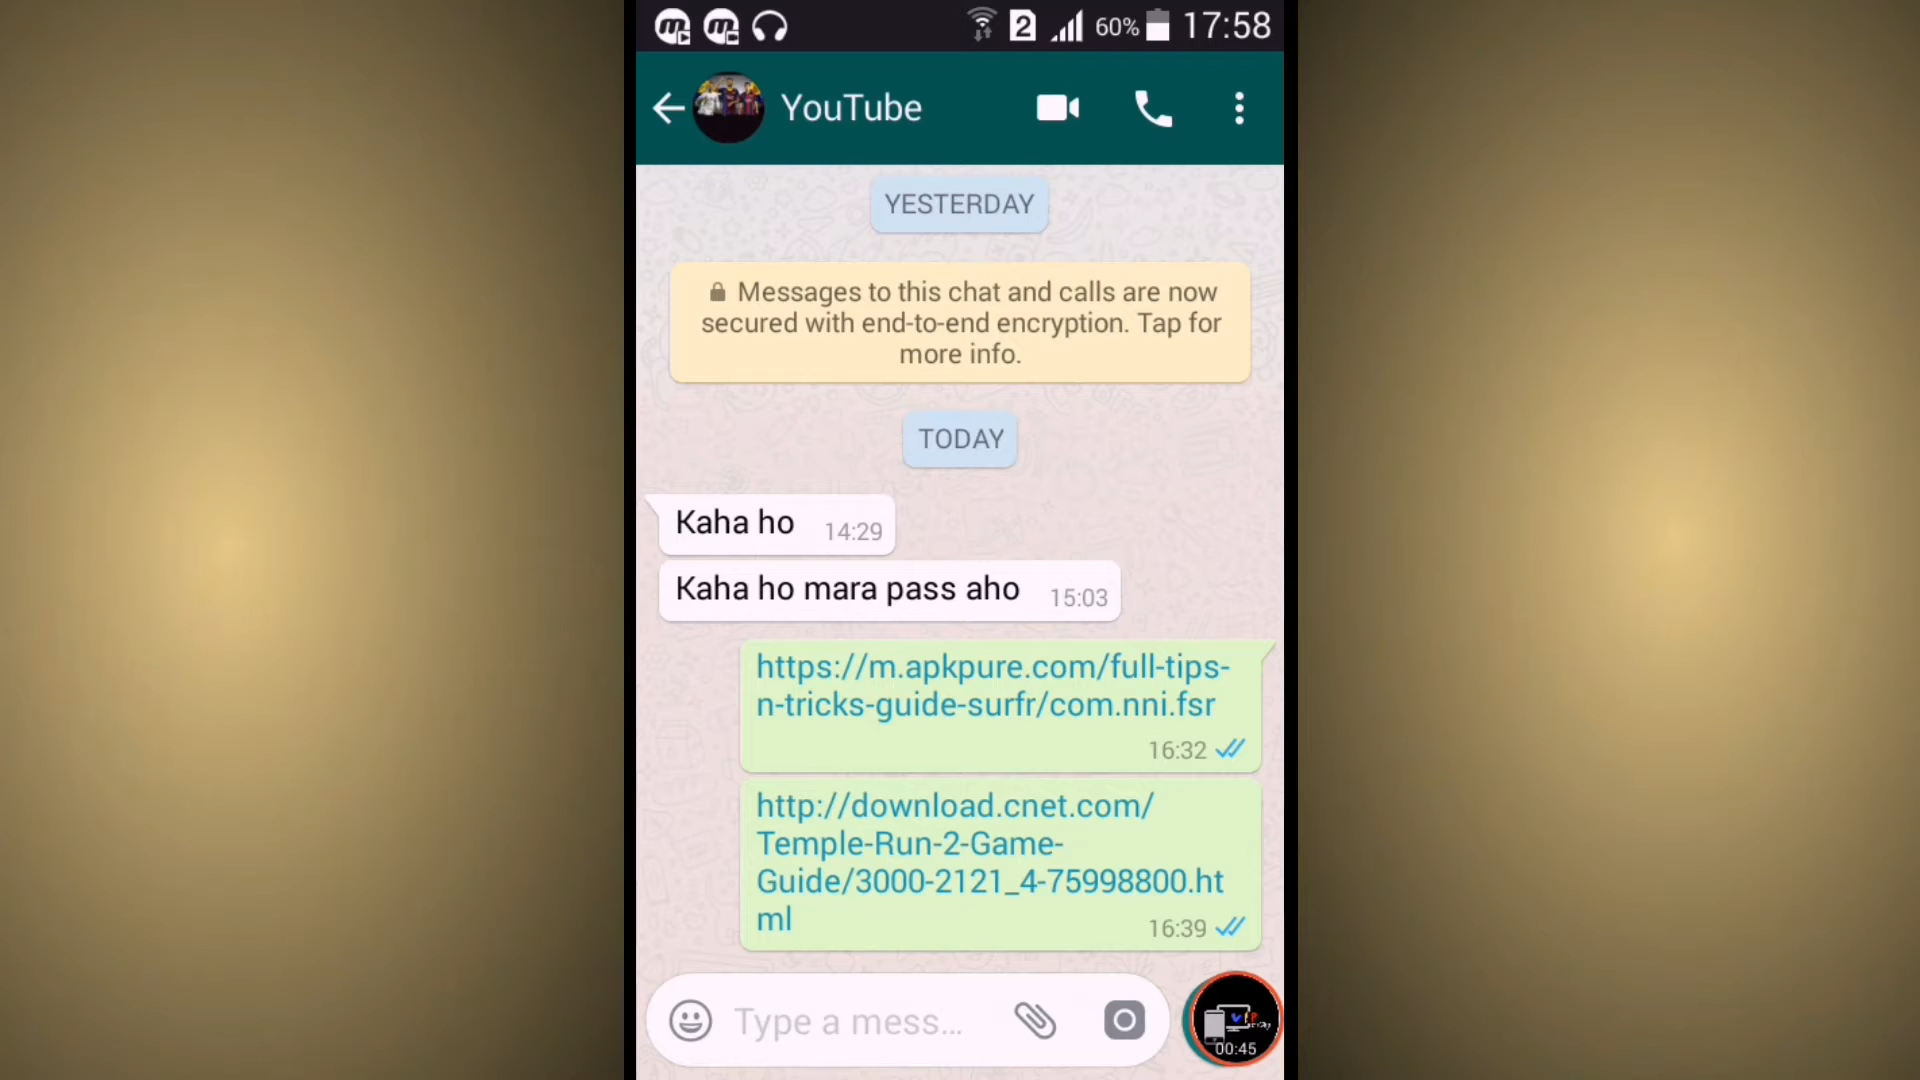 2 60% 17:58
YouTube
YESTERDAY
Messages to this chat and calls are now
secured with end-to-end encryption. Tap for
more info.
TODAY
Kaha ho 14:29
Kaha ho mara pass aho 15:03
https://m.apkpure.com/full-tips-
n-tricks-guide-surfr/com.nni.fsr
16:32
http://download.cnet.com/
Temple-Run-2-Game-
Guide/3000-2121_4-75998800.ht
ml
16:39
Type a mess...
00:45